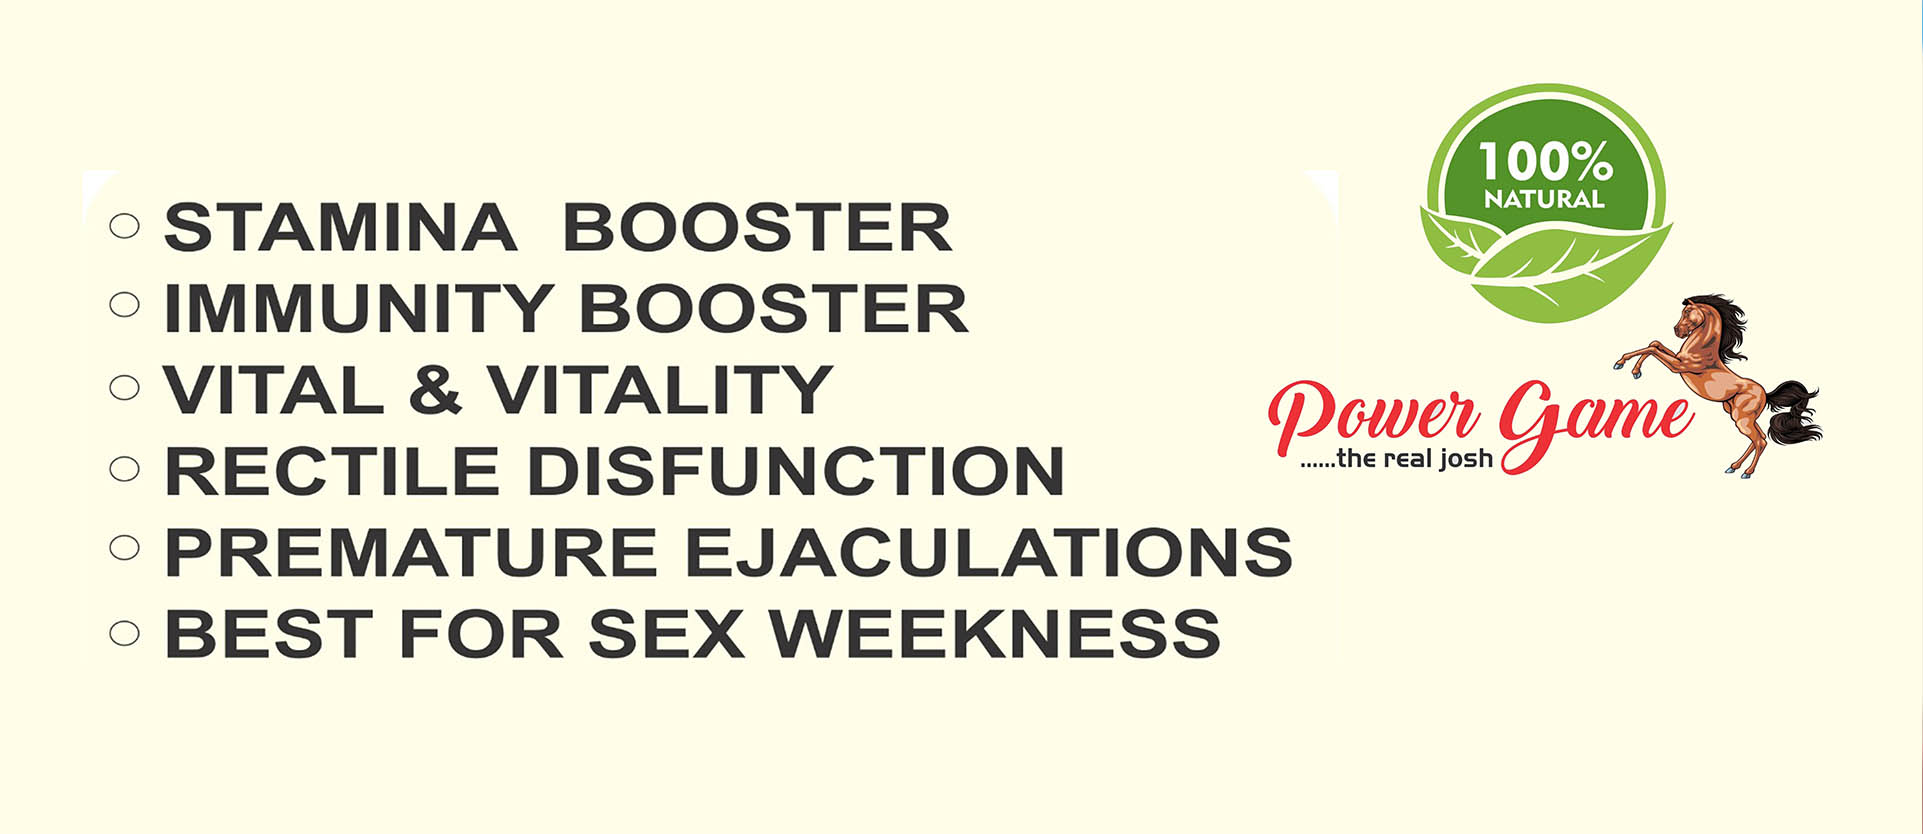 STAMINA BOOSTER
IMMUNITY BOOSTER
VITAL & VITALITY
RECTILE DISFUNCTION
PREMATURE EJACULATIONS
BEST FOR SEX WEEKNESS
100%
NATURAL
Power Game
......the real josh